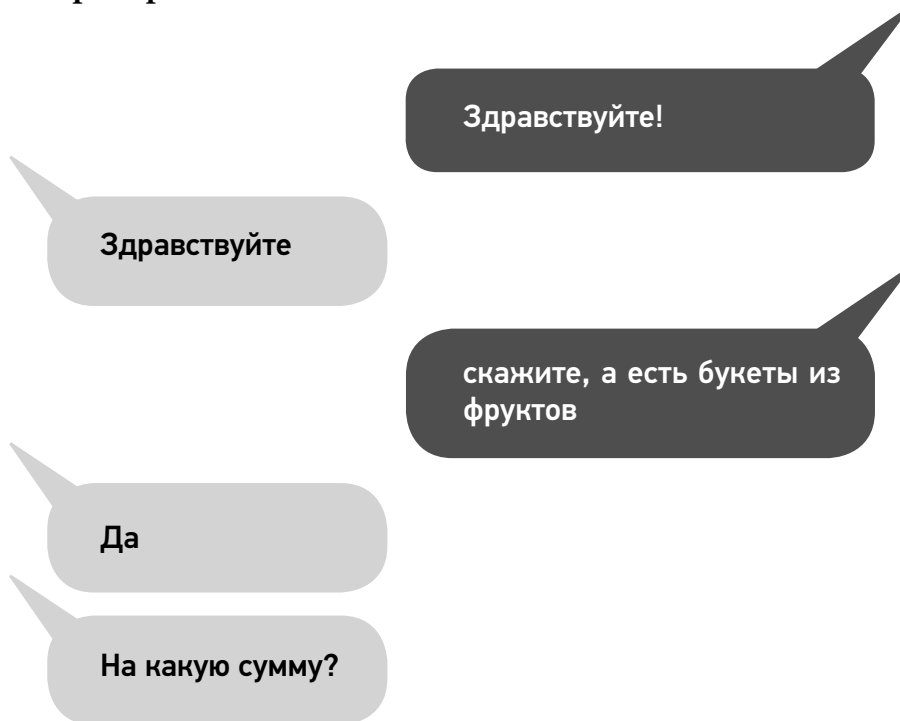 Здравствуйте!
Здравствуйте
скажите, а есть букеты из
фруктов
Да
На какую сумму?